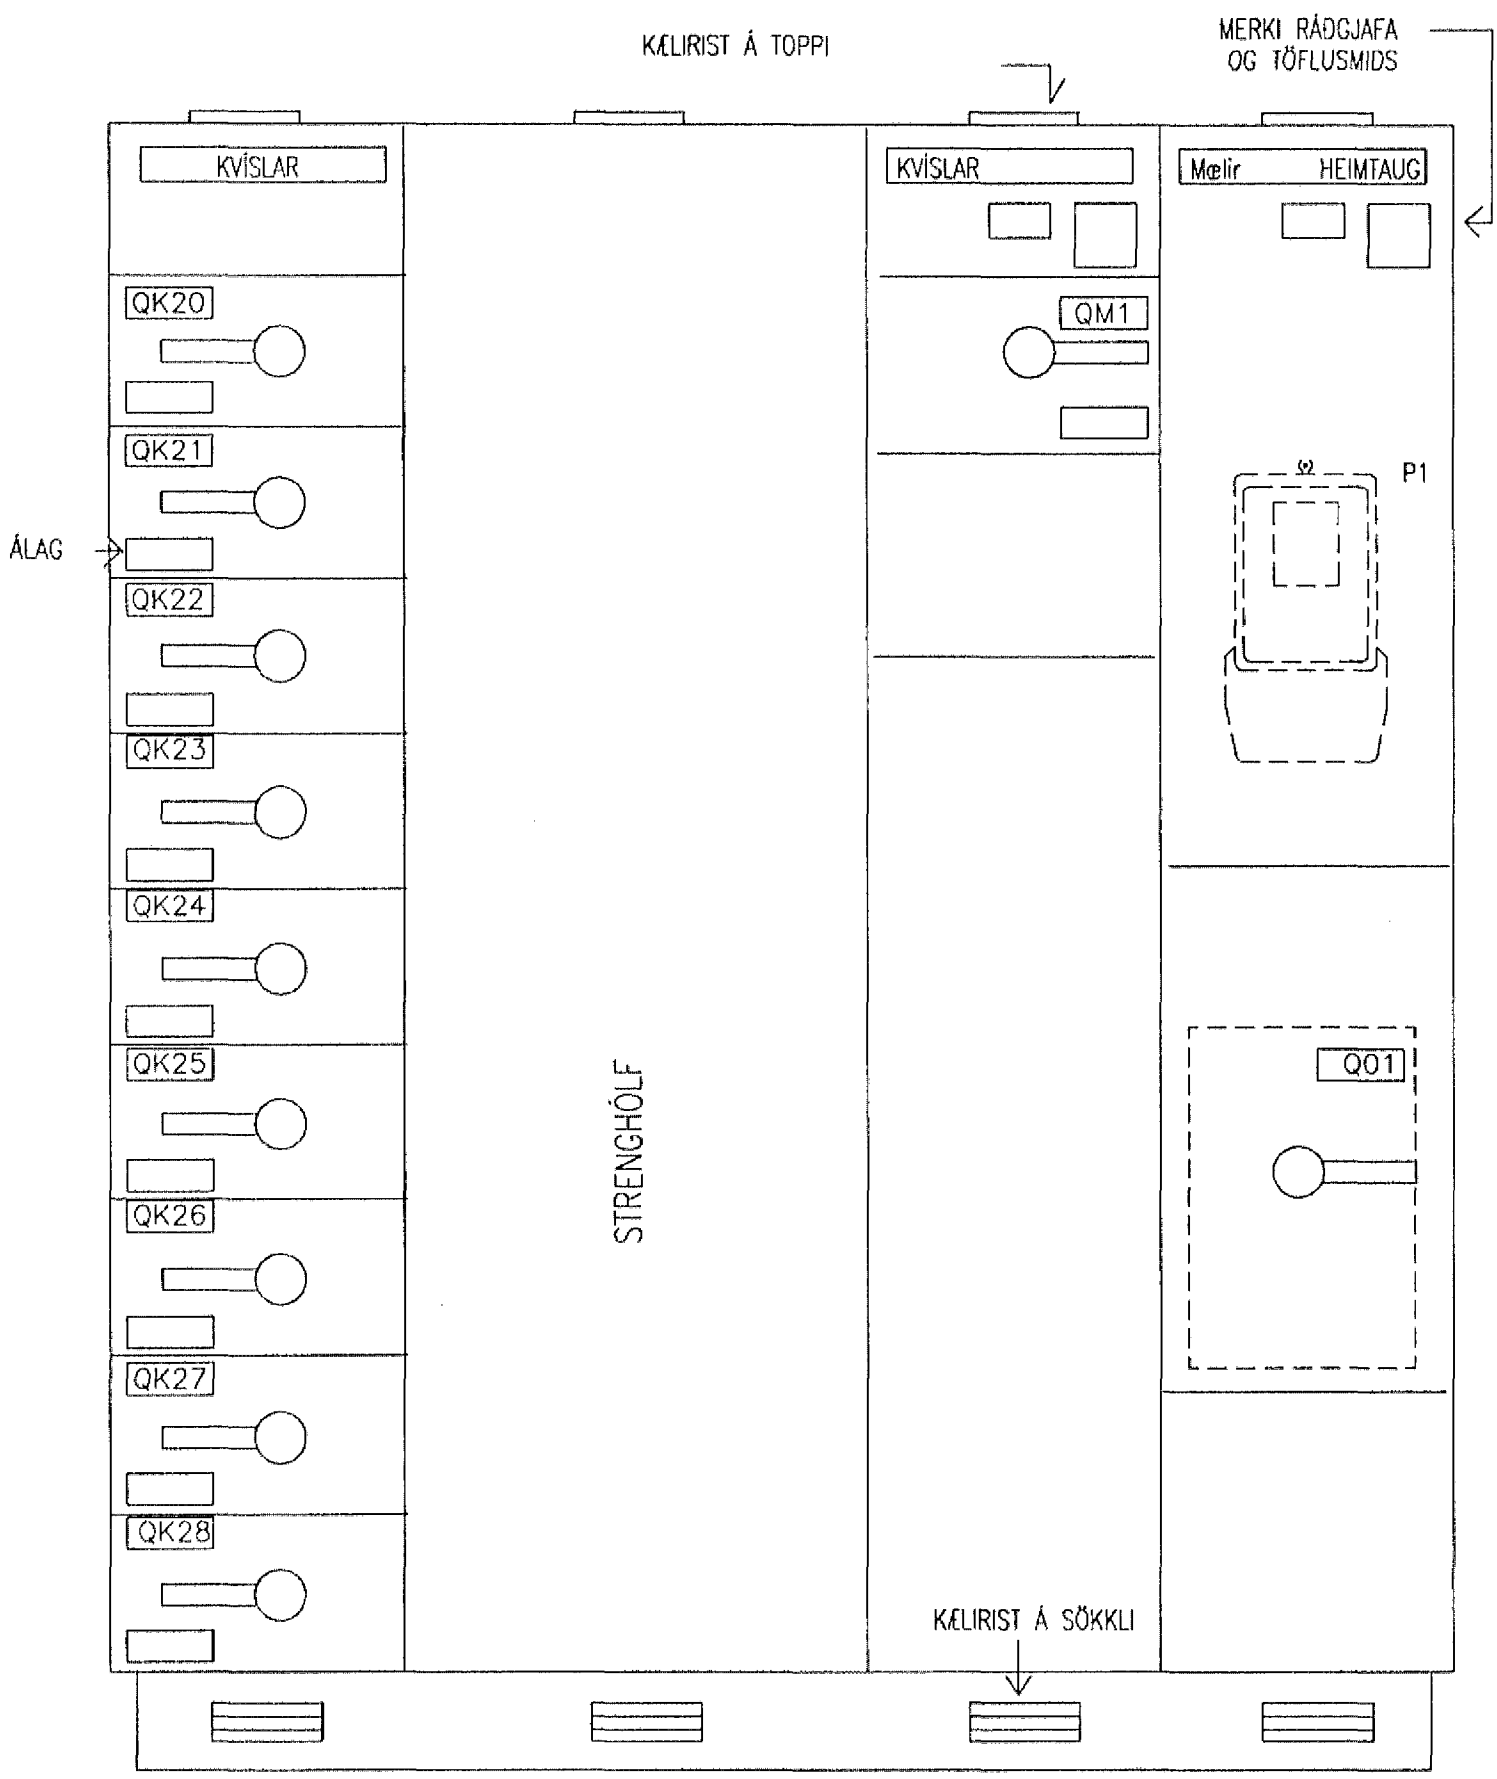 KÆLIRIST Á TOPPI
MERKI RÁÐGJAFA
OG TÖFLUSMIDS
KVÍSLAR
KVÍSLAR
Mælir HEIMTAUG
QK20
QM1
QK21
P1
ÁLAG
QK22
QK23
QK24
QK25
Q01
STRENGHÓLF
QK26
QK27
QK28
KÆLIRIST Á SÖKKLI